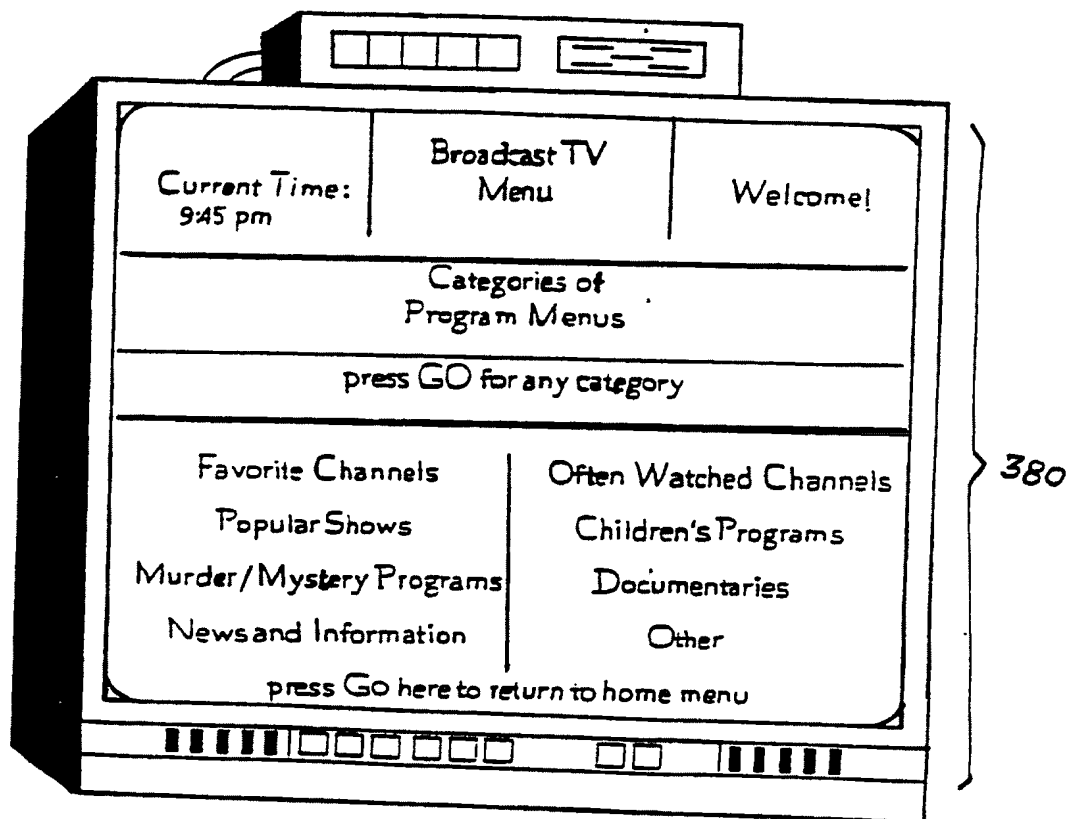 Broadcast TV
Menu
Current Time:
9:45 pm
Welcome!
Categories of
Program Menus
press GO for any category
Favorite Channels
Often Watched Channels
Popular Shows
Children's Programs
Murder/Mystery Programs
Documentaries
News and Information
Other
press Go here to return to home menu
380